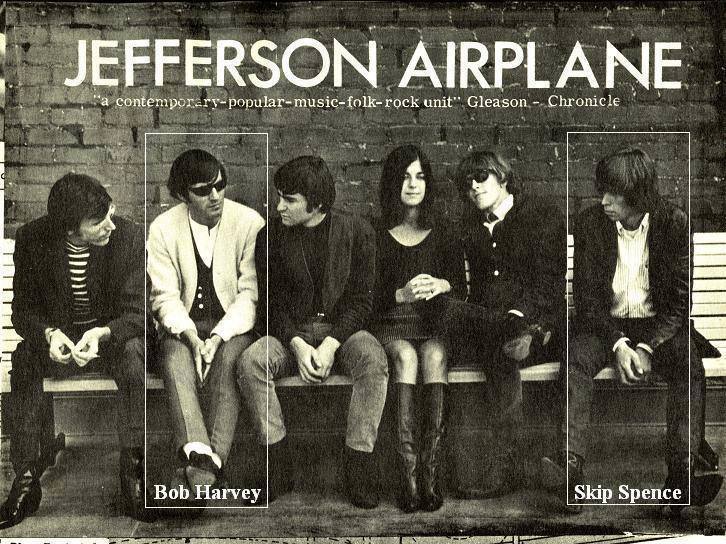 JEFFERSON AIRPLANE
"a contemporary-popular-music-folk-rock unit" Gleason - Chronicle
Bob Harvey
Skip Spence